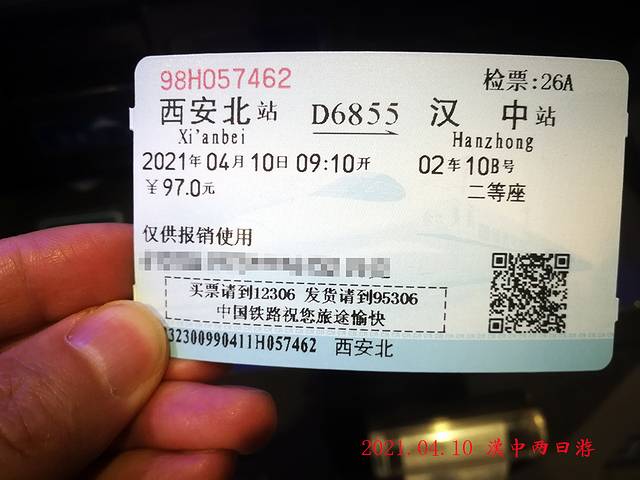 98H057462 检票:26A
西安北站 D6855 汉中站
Xi'anbei Hanzhong
2021年04月10日09:10开 02车10B号
￥97.0元 二等座
仅供报销使用
买票请到12306 发货请到95306
中国铁路祝您旅途愉快
32300990411H057462 西安北
2021.04.10 漢中两日游